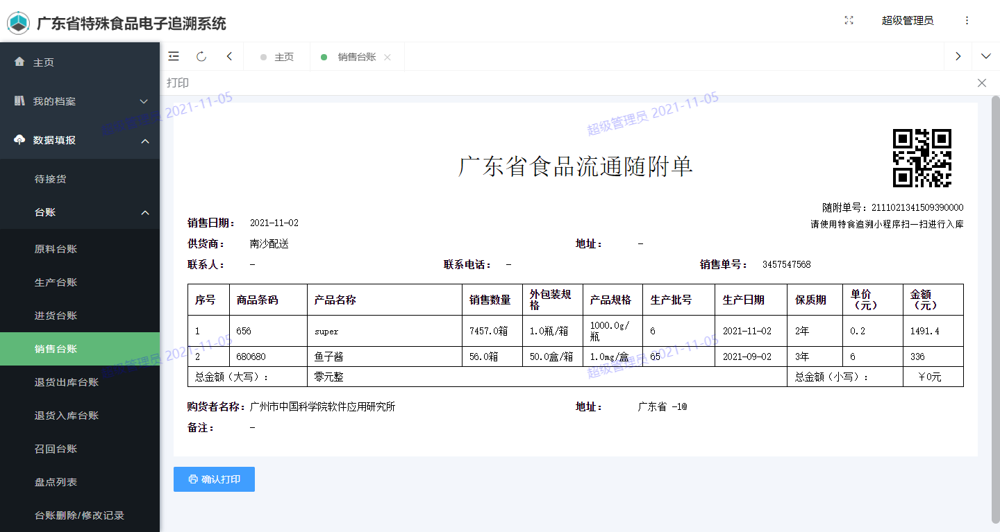 广东省特殊食品电子追溯系统
超级管理员
主页
我的档案
数据填报
待接货
台账
原料台账
生产台账
进货台账
销售台账
退货出库台账
退货入库台账
召回台账
盘点列表
台账删除/修改记录
主页
销售台账
打印
超级管理员 2021-11-05
超级管理员 2021-11-05
广东省食品流通随附单
随附单号：2111021341509390000
请使用特食追溯小程序扫一扫进行入库
销售日期： 2021-11-02
供货商： 南沙配送 地址： -
联系人： - 联系电话： - 销售单号： 3457547568
序号 商品条码 产品名称 销售数量 外包装规格 产品规格 生产批号 生产日期 保质期 单价（元） 金额（元）
1 656 super 7457.0箱 1.0瓶/箱 1000.0g/瓶 6 2021-11-02 2年 0.2 1491.4
2 680680 鱼子酱 56.0箱 50.0盒/箱 1.0mg/盒 65 2021-09-02 3年 6 336
总金额（大写）： 零元整 总金额（小写）： ￥0元
超级管理员 2021-11-05
超级管理员 2021-11-05
购货者名称：广州市中国科学院软件应用研究所 地址： 广东省 -1@
备注： -
确认打印